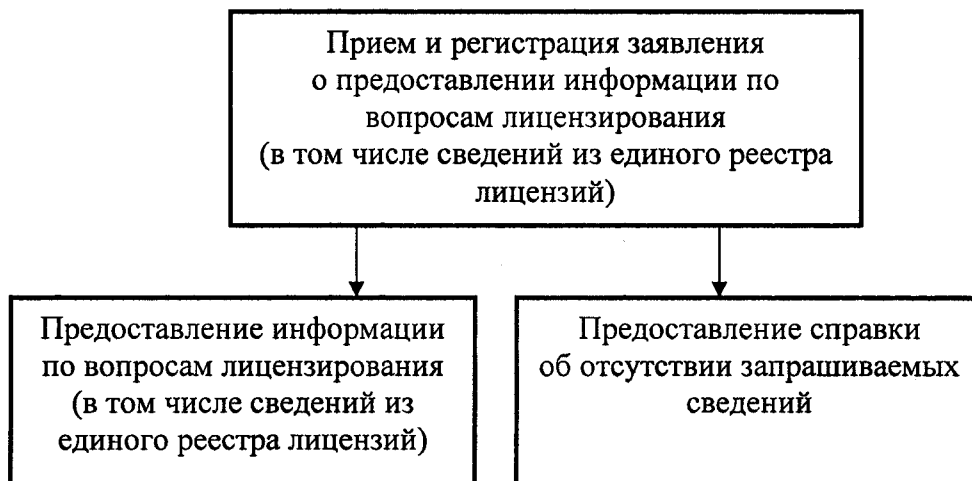 Прием и регистрация заявления
о предоставлении информации по
вопросам лицензирования
(в том числе сведений из единого реестра
лицензий)
Предоставление информации
по вопросам лицензирования
(в том числе сведений из
единого реестра лицензий)
Предоставление справки
об отсутствии запрашиваемых
сведений